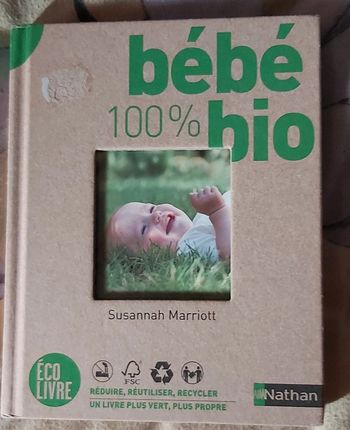 bébé
100% bio
Susannah Marriott
ÉCO
LIVRE
FSC
RÉDUIRE, RÉUTILISER, RECYCLER
UN LIVRE PLUS VERT, PLUS PROPRE
Nathan